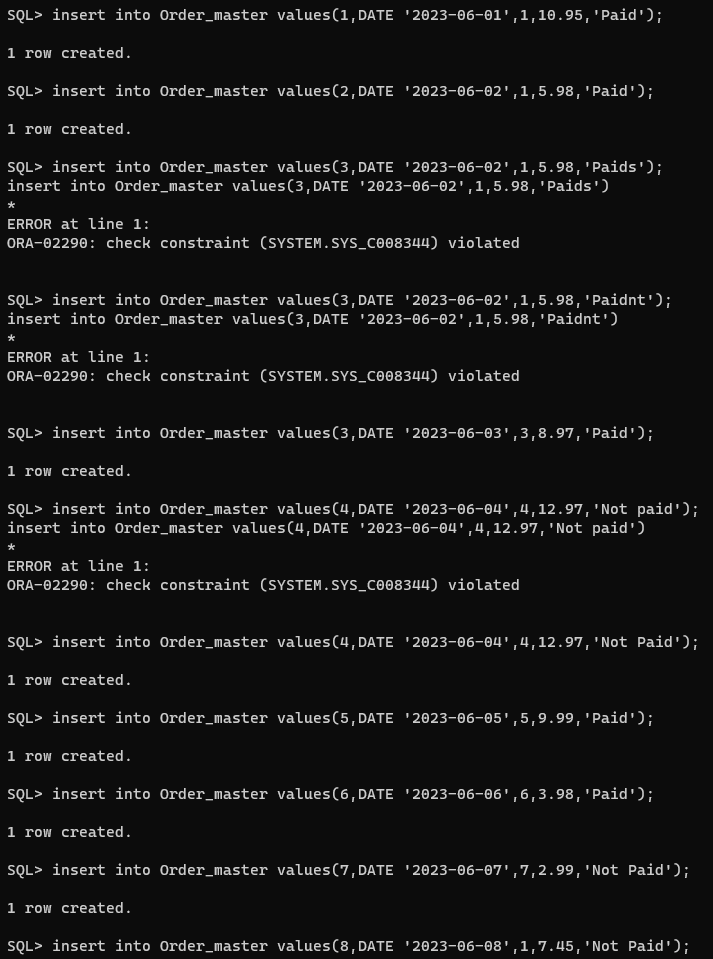 SQL> insert into Order_master values(1,DATE '2023-06-01',1,10.95,'Paid');
1 row created.
SQL> insert into Order_master values(2,DATE '2023-06-02',1,5.98,'Paid');
1 row created.
SQL> insert into Order_master values(3,DATE '2023-06-02',1,5.98,'Paids');
insert into Order_master values(3,DATE '2023-06-02',1,5.98,'Paids')
*
ERROR at line 1:
ORA-02290: check constraint (SYSTEM.SYS_C008344) violated
SQL> insert into Order_master values(3,DATE '2023-06-02',1,5.98,'Paidnt');
insert into Order_master values(3,DATE '2023-06-02',1,5.98,'Paidnt')
*
ERROR at line 1:
ORA-02290: check constraint (SYSTEM.SYS_C008344) violated
SQL> insert into Order_master values(3,DATE '2023-06-03',3,8.97,'Paid');
1 row created.
SQL> insert into Order_master values(4,DATE '2023-06-04',4,12.97,'Not paid');
insert into Order_master values(4,DATE '2023-06-04',4,12.97,'Not paid')
*
ERROR at line 1:
ORA-02290: check constraint (SYSTEM.SYS_C008344) violated
SQL> insert into Order_master values(4,DATE '2023-06-04',4,12.97,'Not Paid');
1 row created.
SQL> insert into Order_master values(5,DATE '2023-06-05',5,9.99,'Paid');
1 row created.
SQL> insert into Order_master values(6,DATE '2023-06-06',6,3.98,'Paid');
1 row created.
SQL> insert into Order_master values(7,DATE '2023-06-07',7,2.99,'Not Paid');
1 row created.
SQL> insert into Order_master values(8,DATE '2023-06-08',1,7.45,'Not Paid');